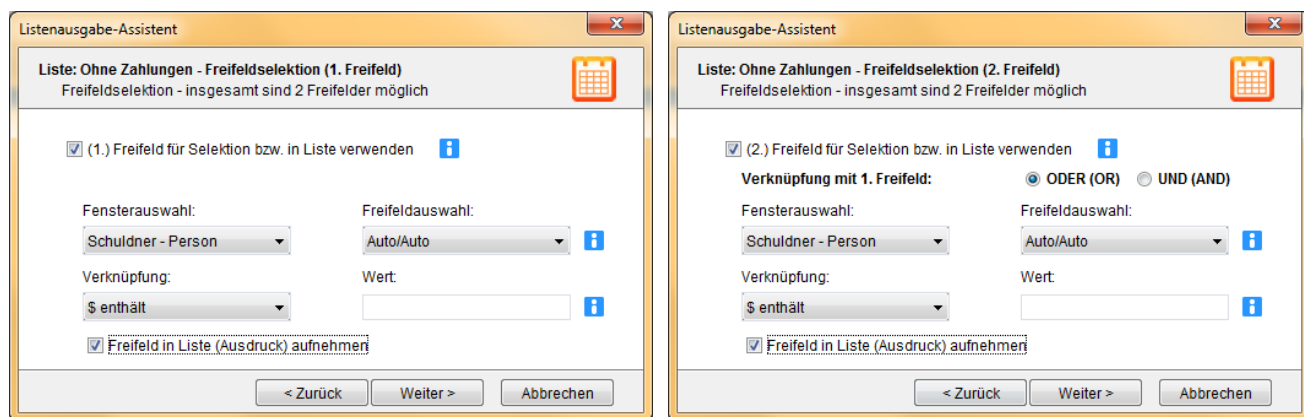 Listenausgabe-Assistent
x
Liste: Ohne Zahlungen - Freifeldselektion (1. Freifeld)
Freifeldselektion - insgesamt sind 2 Freifelder möglich
(1.) Freifeld für Selektion bzw. in Liste verwenden
Fensterauswahl: Freifeldauswahl:
Schuldner - Person Auto/Auto
Verknüpfung: Wert:
$ enthält
Freifeld in Liste (Ausdruck) aufnehmen
< Zurück Weiter > Abbrechen
Listenausgabe-Assistent
x
Liste: Ohne Zahlungen - Freifeldselektion (2. Freifeld)
Freifeldselektion - insgesamt sind 2 Freifelder möglich
(2.) Freifeld für Selektion bzw. in Liste verwenden
Verknüpfung mit 1. Freifeld: ODER (OR) UND (AND)
Fensterauswahl: Freifeldauswahl:
Schuldner - Person Auto/Auto
Verknüpfung: Wert:
$ enthält
Freifeld in Liste (Ausdruck) aufnehmen
< Zurück Weiter > Abbrechen